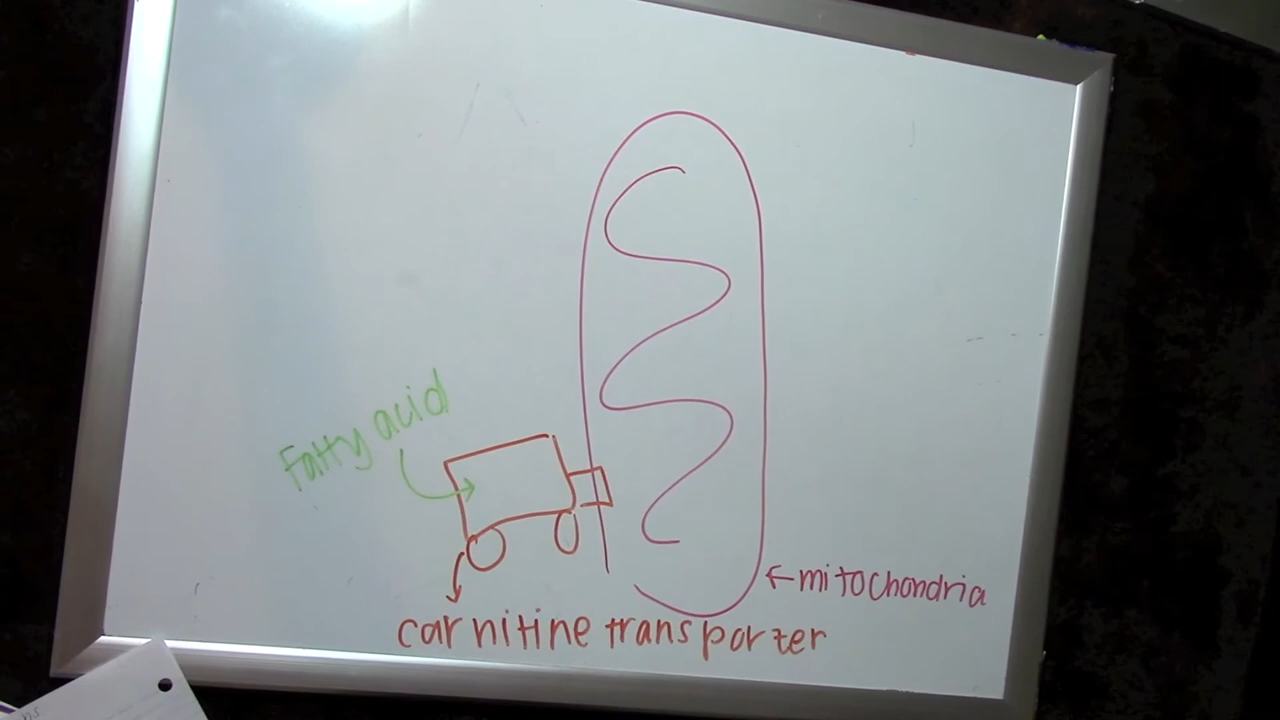 Fatty acid
←mitochondria
carnitine transporter